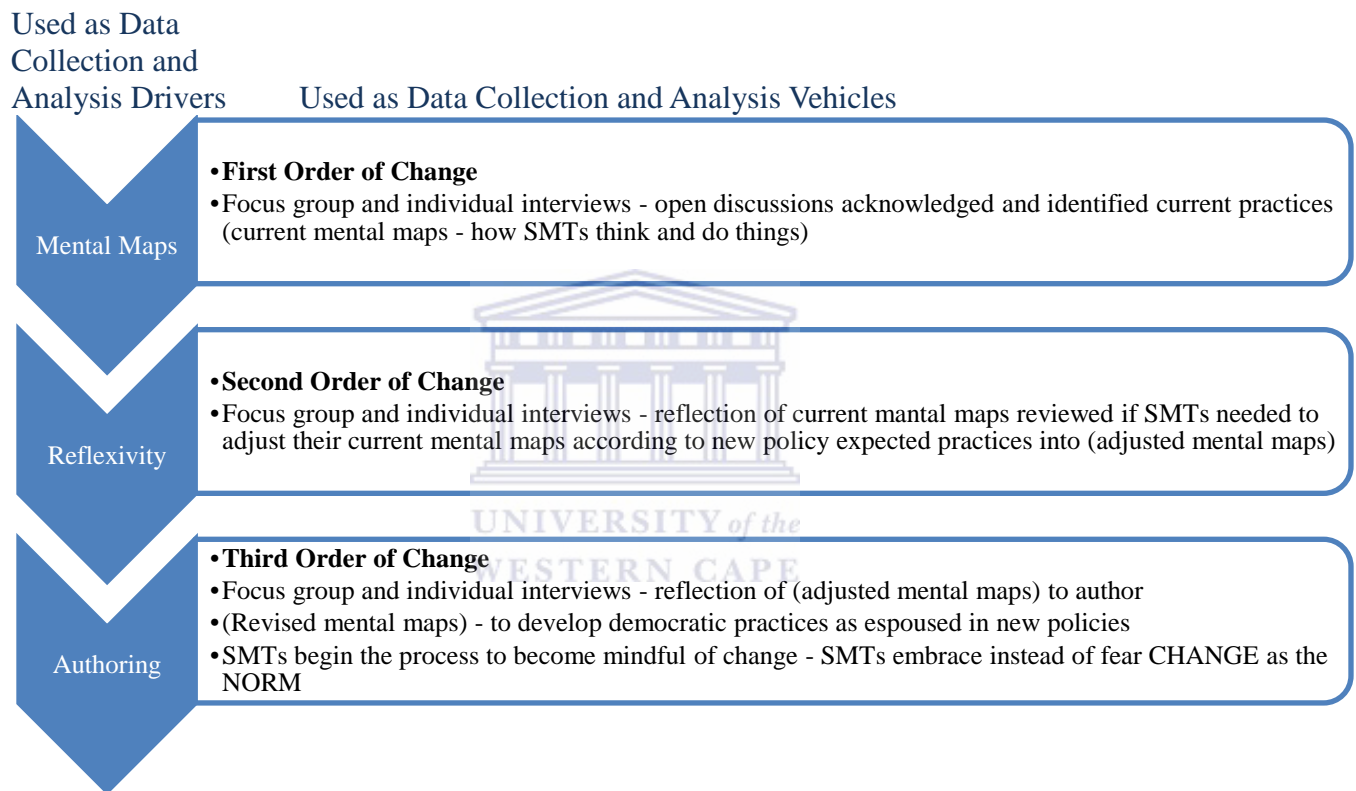 Used as Data
Collection and
Analysis Drivers
Used as Data Collection and Analysis Vehicles
Mental Maps
•First Order of Change
•Focus group and individual interviews - open discussions acknowledged and identified current practices
(current mental maps - how SMTs think and do things)
Reflexivity
•Second Order of Change
•Focus group and individual interviews - reflection of current mantal maps reviewed if SMTs needed to
adjust their current mental maps according to new policy expected practices into (adjusted mental maps)
UNIVERSITY of the
WESTERN CAPE
Authoring
•Third Order of Change
•Focus group and individual interviews - reflection of (adjusted mental maps) to author
•(Revised mental maps) - to develop democratic practices as espoused in new policies
•SMTs begin the process to become mindful of change - SMTs embrace instead of fear CHANGE as the
NORM